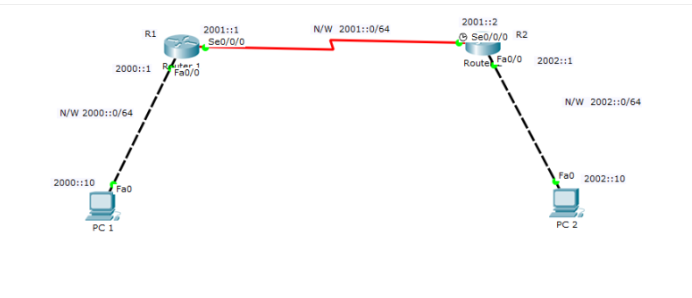 R1
2001::1
Se0/0/0
N/W 2001::0/64
2001::2
Se0/0/0
R2
2000::1
Router 1
Fa0/0
Fa0/0
2002::1
N/W 2000::0/64
N/W 2002::0/64
2000::10
Fa0
PC 1
Fa0
2002::10
PC 2